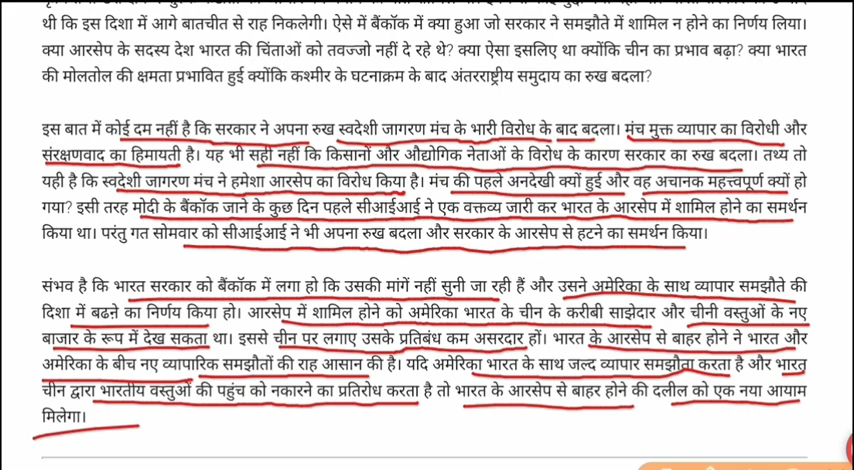 थी कि इस दिशा में आगे बातचीत से राह निकलेगी। ऐसे में बैंकॉक में क्या हुआ जो सरकार ने समझौते में शामिल न होने का निर्णय लिया।
क्या आरसेप के सदस्य देश भारत की चिंताओं को तवज्जो नहीं दे रहे थे? क्या ऐसा इसलिए था क्योंकि चीन का प्रभाव बढ़ा? क्या भारत
की मोलतोल की क्षमता प्रभावित हुई क्योंकि कश्मीर के घटनाक्रम के बाद अंतरराष्ट्रीय समुदाय का रुख बदला?
इस बात में कोई दम नहीं है कि सरकार ने अपना रुख स्वदेशी जागरण मंच के भारी विरोध के बाद बदला। मंच मुक्त व्यापार का विरोधी और
संरक्षणवाद का हिमायती है। यह भी सही नहीं कि किसानों और औद्योगिक नेताओं के विरोध के कारण सरकार का रुख बदला। तथ्य तो
यही है कि स्वदेशी जागरण मंच ने हमेशा आरसेप का विरोध किया है। मंच की पहले अनदेखी क्यों हुई और वह अचानक महत्त्वपूर्ण क्यों हो
गया? इसी तरह मोदी के बैंकॉक जाने के कुछ दिन पहले सीआईआई ने एक वक्तव्य जारी कर भारत के आरसेप में शामिल होने का समर्थन
किया था। परंतु गत सोमवार को सीआईआई ने भी अपना रुख बदला और सरकार के आरसेप से हटने का समर्थन किया।
संभव है कि भारत सरकार को बैंकॉक में लगा हो कि उसकी मांगें नहीं सुनी जा रही हैं और उसने अमेरिका के साथ व्यापार समझौते की
दिशा में बढने का निर्णय किया हो। आरसेप में शामिल होने को अमेरिका भारत के चीन के करीबी साझेदार और चीनी वस्तुओं के नए
बाजार के रूप में देख सकता था। इससे चीन पर लगाए उसके प्रतिबंध कम असरदार हों। भारत के आरसेप से बाहर होने ने भारत और
अमेरिका के बीच नए व्यापारिक समझौतों की राह आसान की है। यदि अमेरिका भारत के साथ जल्द व्यापार समझौता करता है और भारत
चीन द्वारा भारतीय वस्तुओं की पहुंच को नकारने का प्रतिरोध करता है तो भारत के आरसेप से बाहर होने की दलील को एक नया आयाम
मिलेगा।